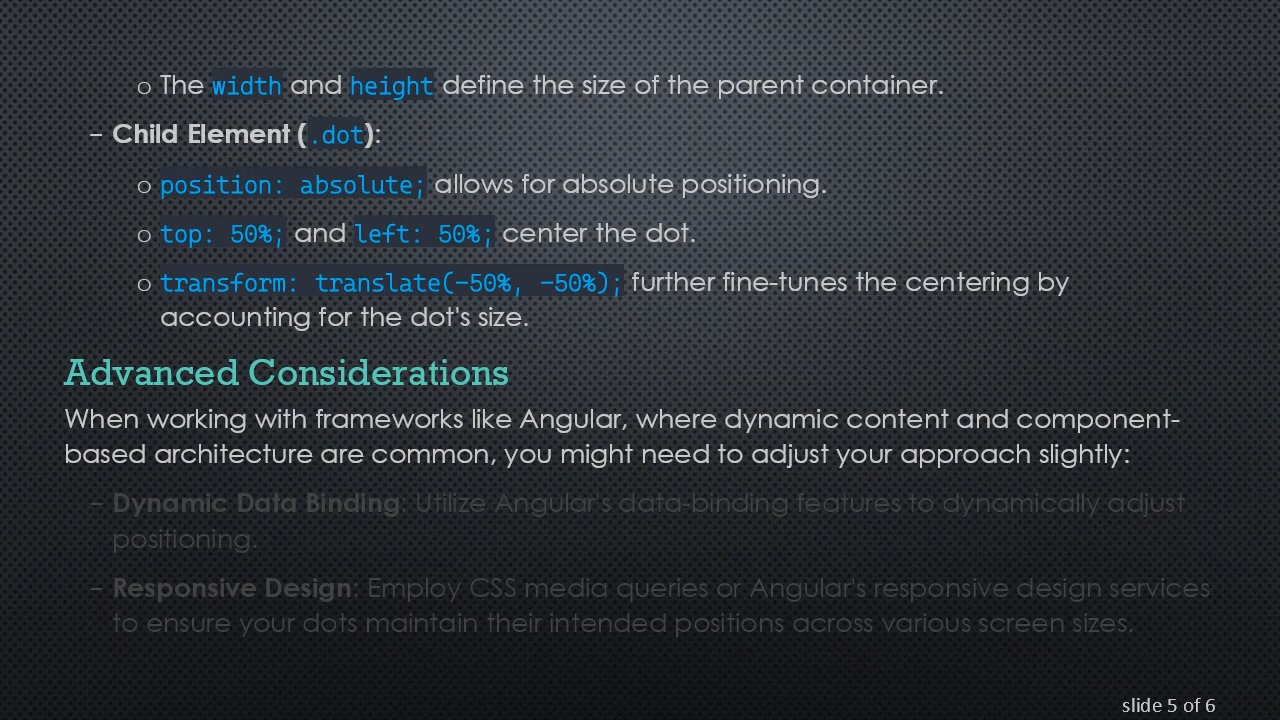 o The width and height define the size of the parent container.
– Child Element (.dot):
o position: absolute; allows for absolute positioning.
o top: 50%; and left: 50%; center the dot.
o transform: translate(-50%, -50%); further fine-tunes the centering by
accounting for the dot's size.
Advanced Considerations
When working with frameworks like Angular, where dynamic content and component-
based architecture are common, you might need to adjust your approach slightly:
– Dynamic Data Binding: Utilize Angular's data-binding features to dynamically adjust
positioning.
– Responsive Design: Employ CSS media queries or Angular's responsive design services
to ensure your dots maintain their intended positions across various screen sizes.
slide 5 of 6